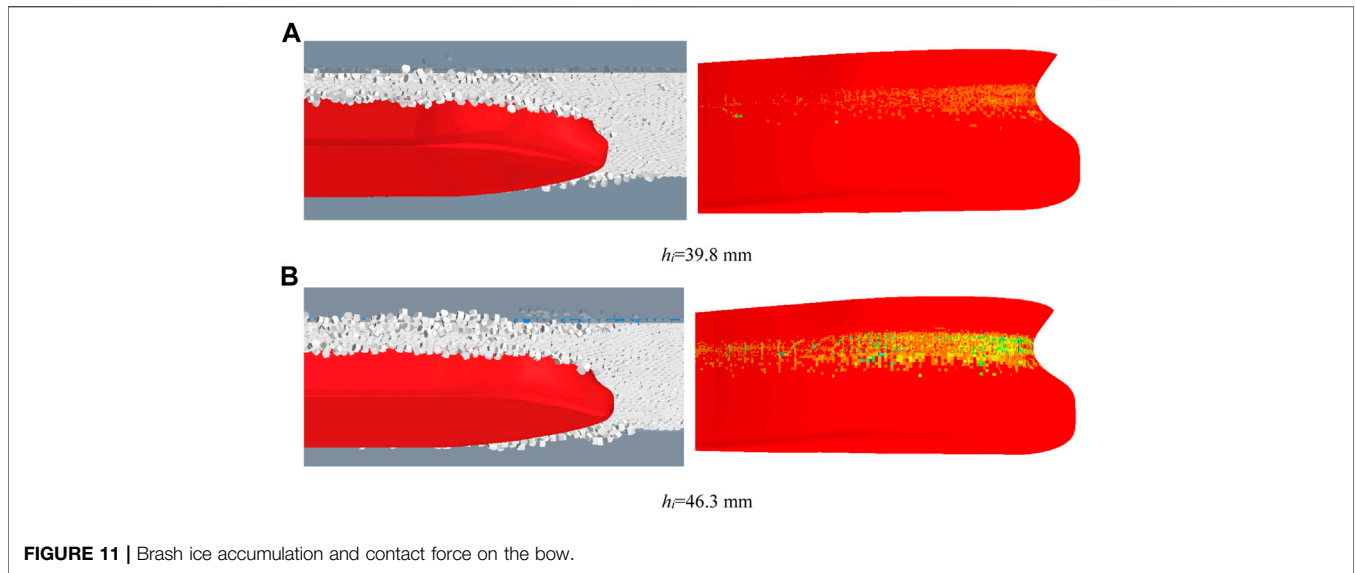 A
hi=39.8 mm
B
hi=46.3 mm
FIGURE 11 | Brash ice accumulation and contact force on the bow.